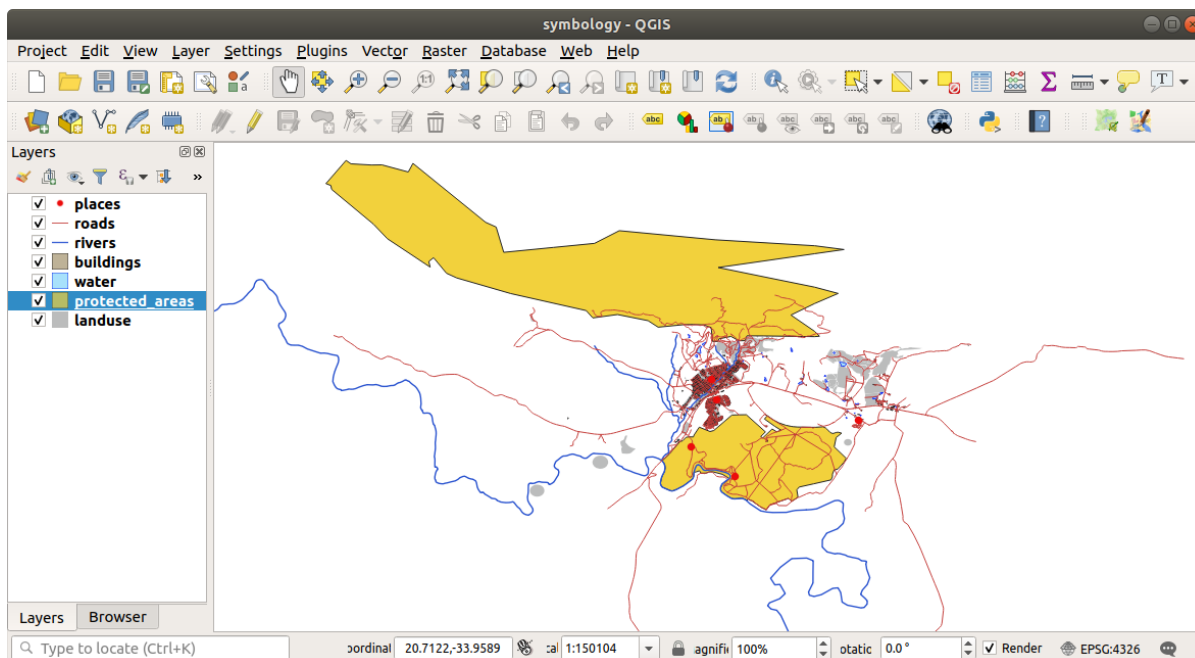 symbology - QGIS
Project Edit View Layer Settings Plugins Vector Raster Database Web Help
Layers
places
roads
rivers
buildings
water
protected_areas
landuse
Layers Browser
Type to locate (Ctrl+K) oordinat 20.7122,-33.9589 :al 1:150104 agnifi 100% otatic 0.0 ° Render EPSG:4326